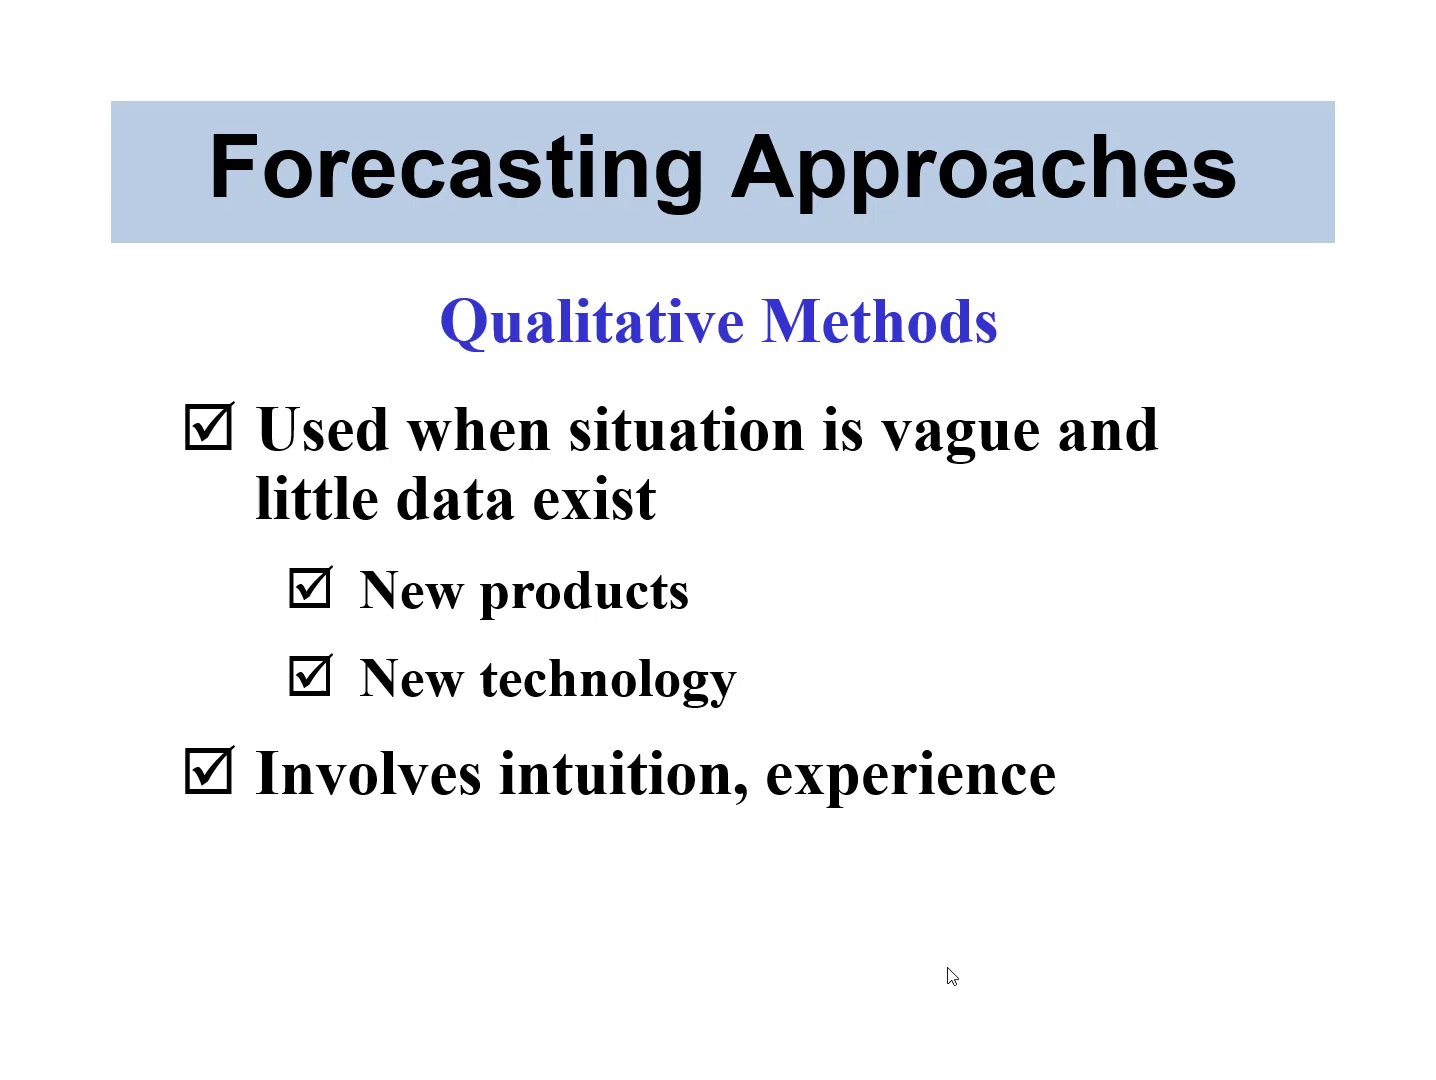 Forecasting Approaches
Qualitative Methods
Used when situation is vague and
little data exist
New products
New technology
Involves intuition, experience